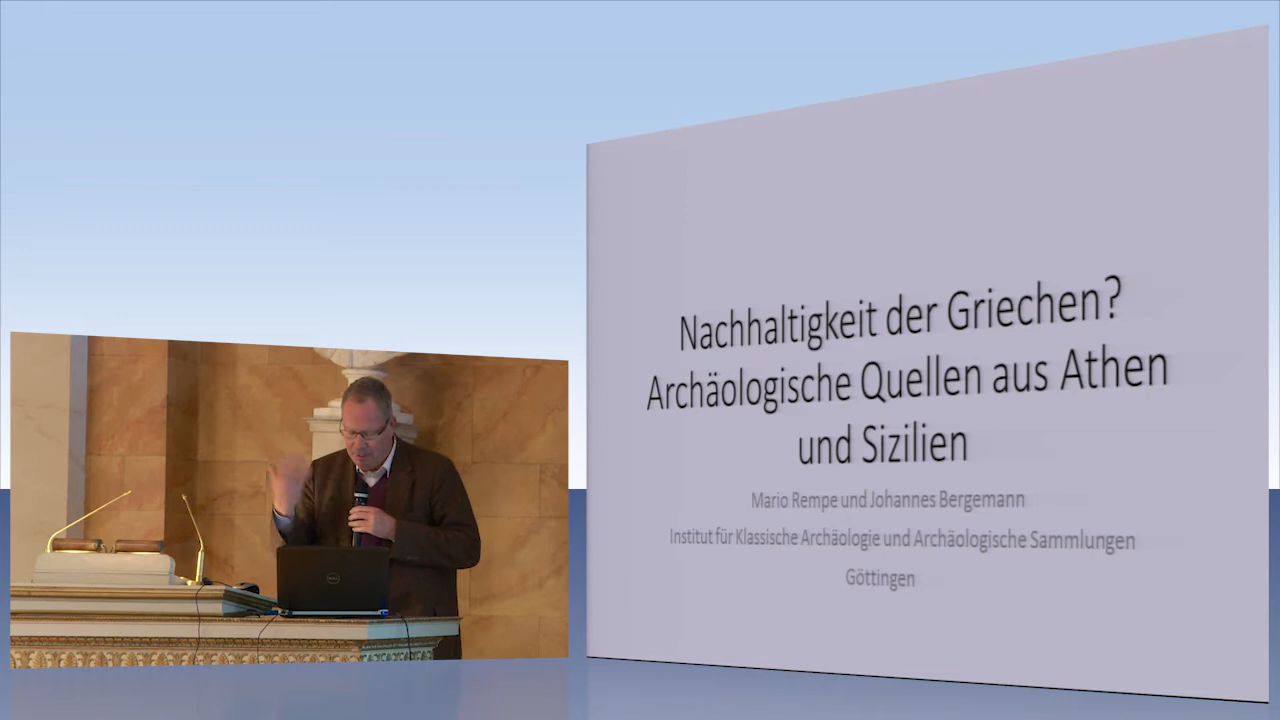 Nachhaltigkeit der Griechen?
Archäologische Quellen aus Athen
und Sizilien
Mario Rempe und Johannes Bergemann
Institut für Klassische Archäologie und Archäologische Sammlungen
Göttingen
DELL